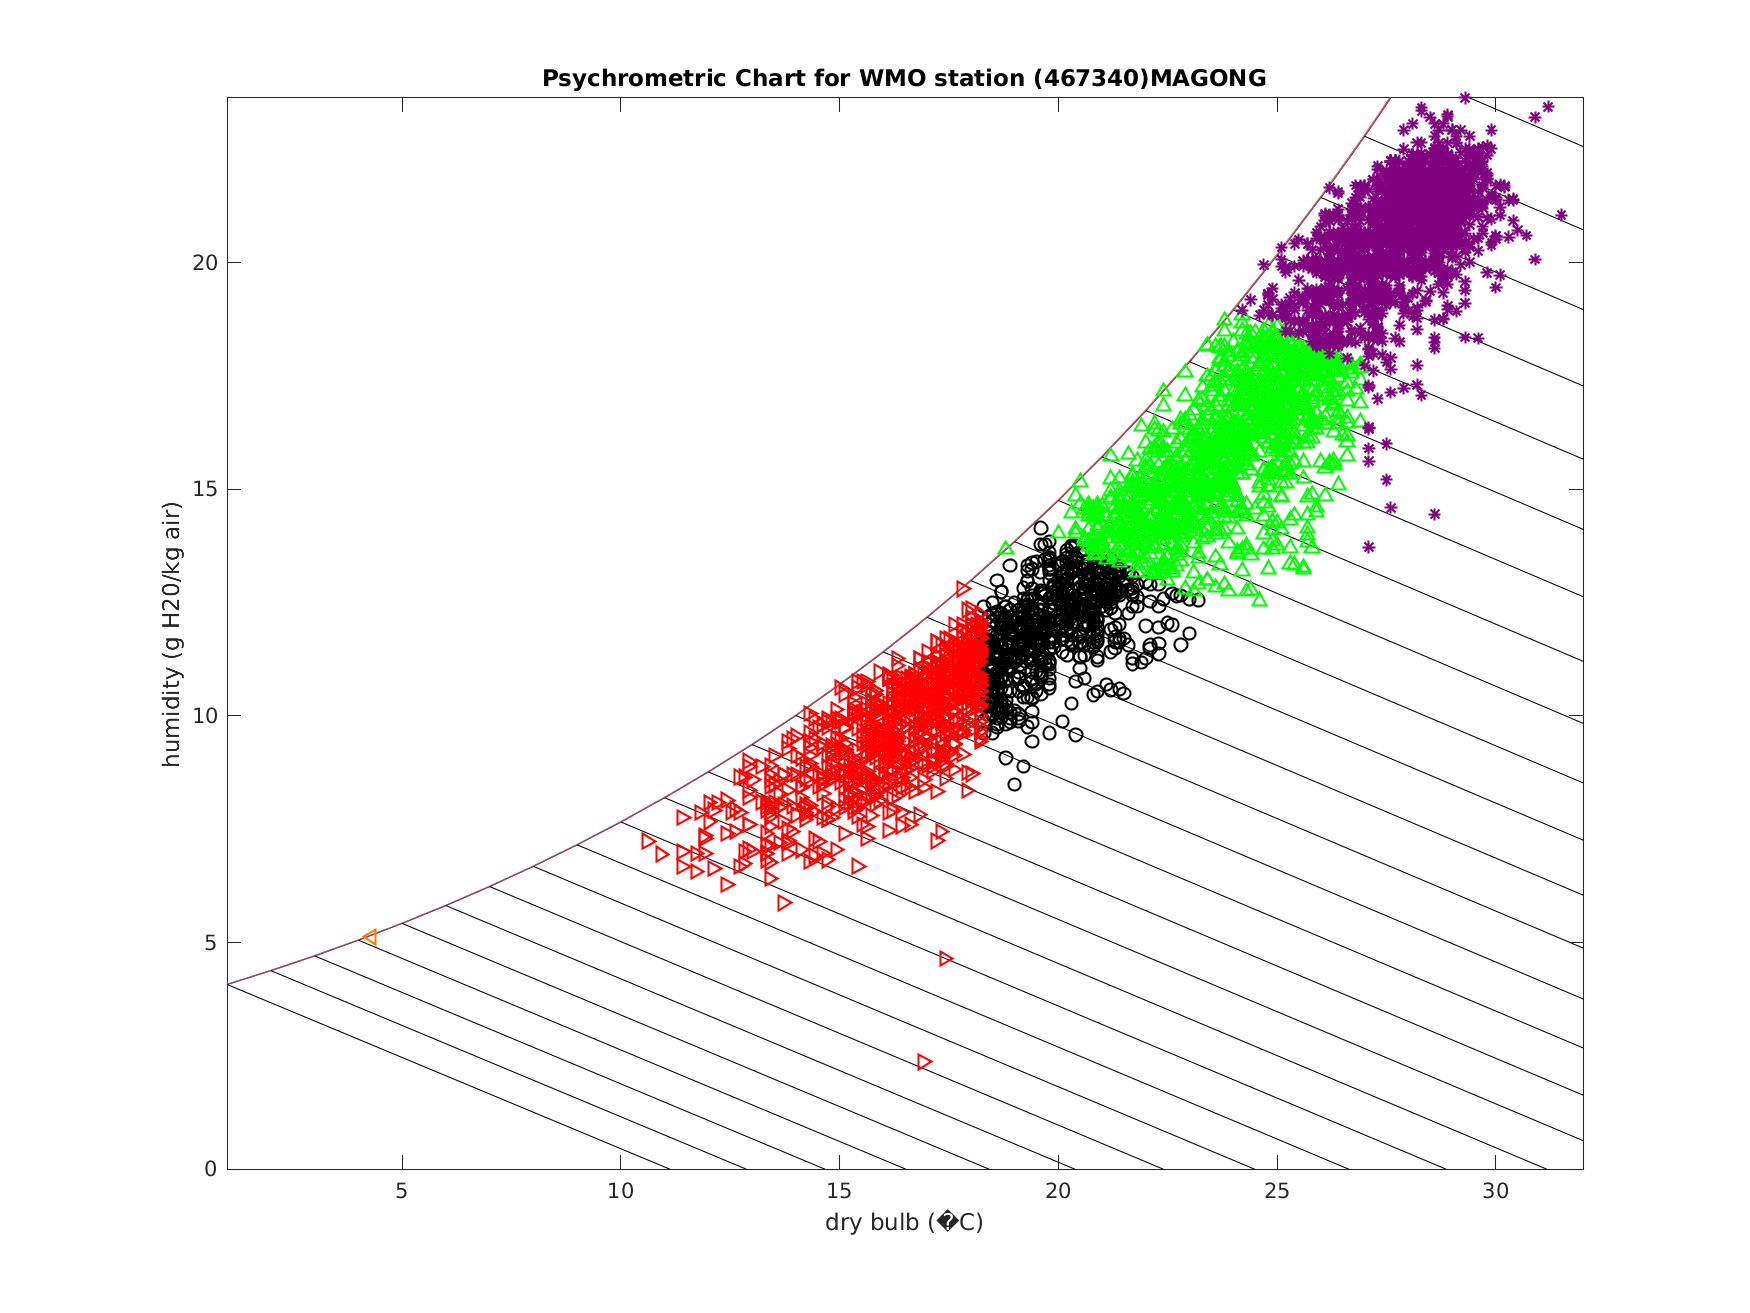 Psychrometric Chart for WMO station (467340)MAGONG
humidity (g H20/kg air)
20
15
10
5
0
5 10 15 20 25 30
dry bulb (�C)